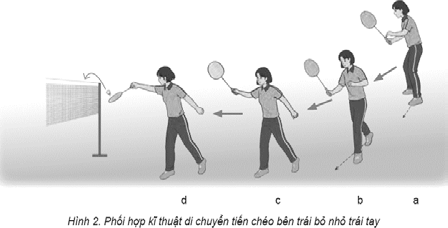 d c b a
Hình 2. Phối hợp kĩ thuật di chuyển tiến chéo bên trái bỏ nhỏ trái tay